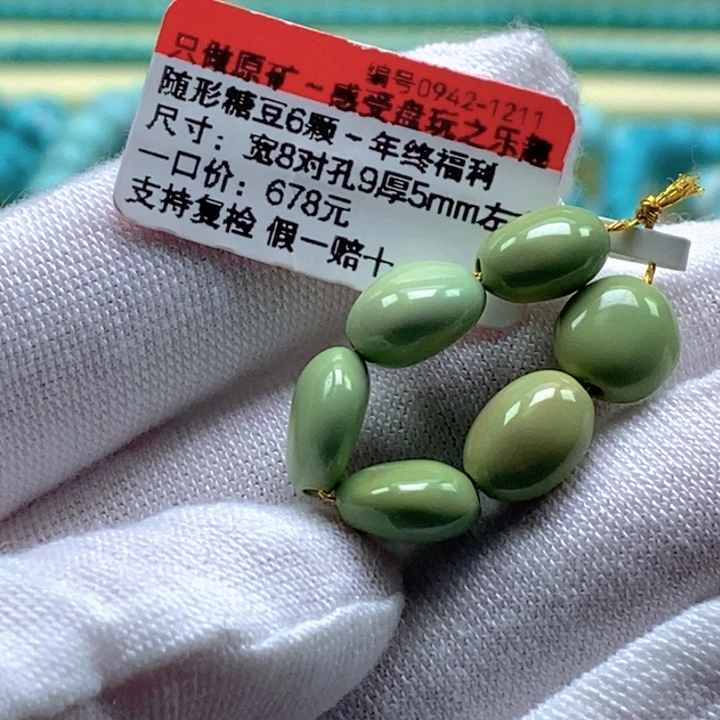 编号0942-1211
只做原矿~感受盘玩之乐趣
随形糖豆6颗~年终福利
尺寸：宽8对孔9厚5mm左
一口价：678元
支持复检 假一赔十